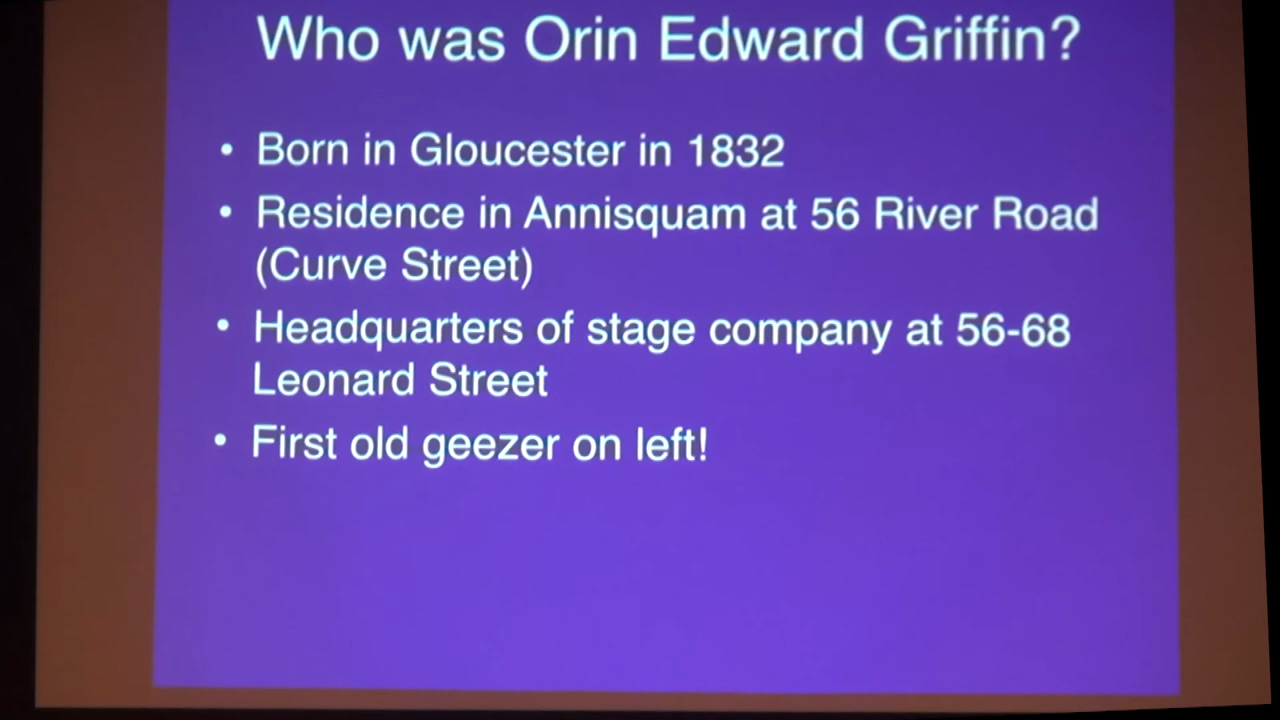 Who was Orin Edward Griffin?
• Born in Gloucester in 1832
• Residence in Annisquam at 56 River Road
(Curve Street)
• Headquarters of stage company at 56-68
Leonard Street
• First old geezer on left!